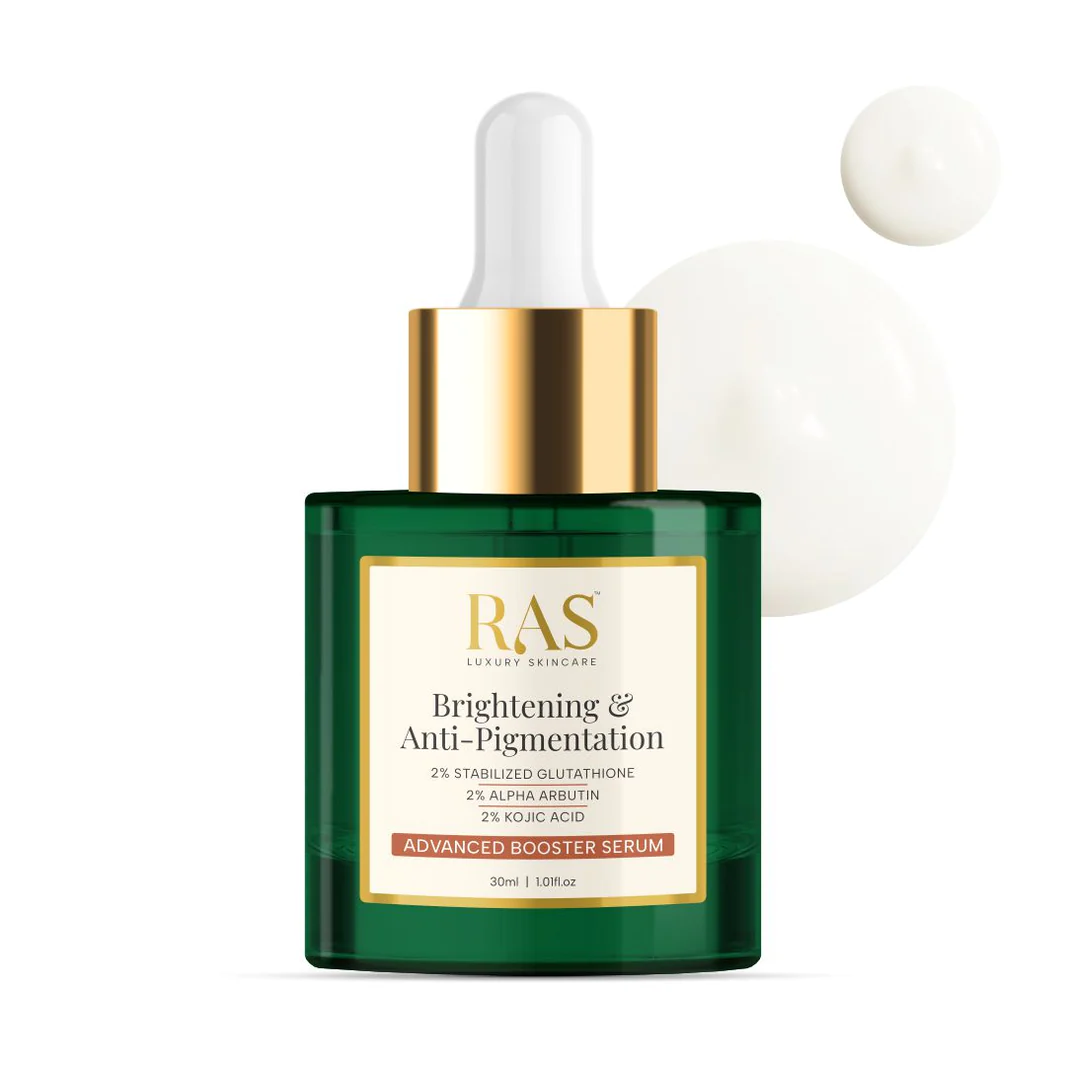 RAS™
LUXURY SKINCARE
Brightening &
Anti-Pigmentation
2% STABILIZED GLUTATHIONE
2% ALPHA ARBUTIN
2% KOJIC ACID
ADVANCED BOOSTER SERUM
30ml | 1.01fl.oz